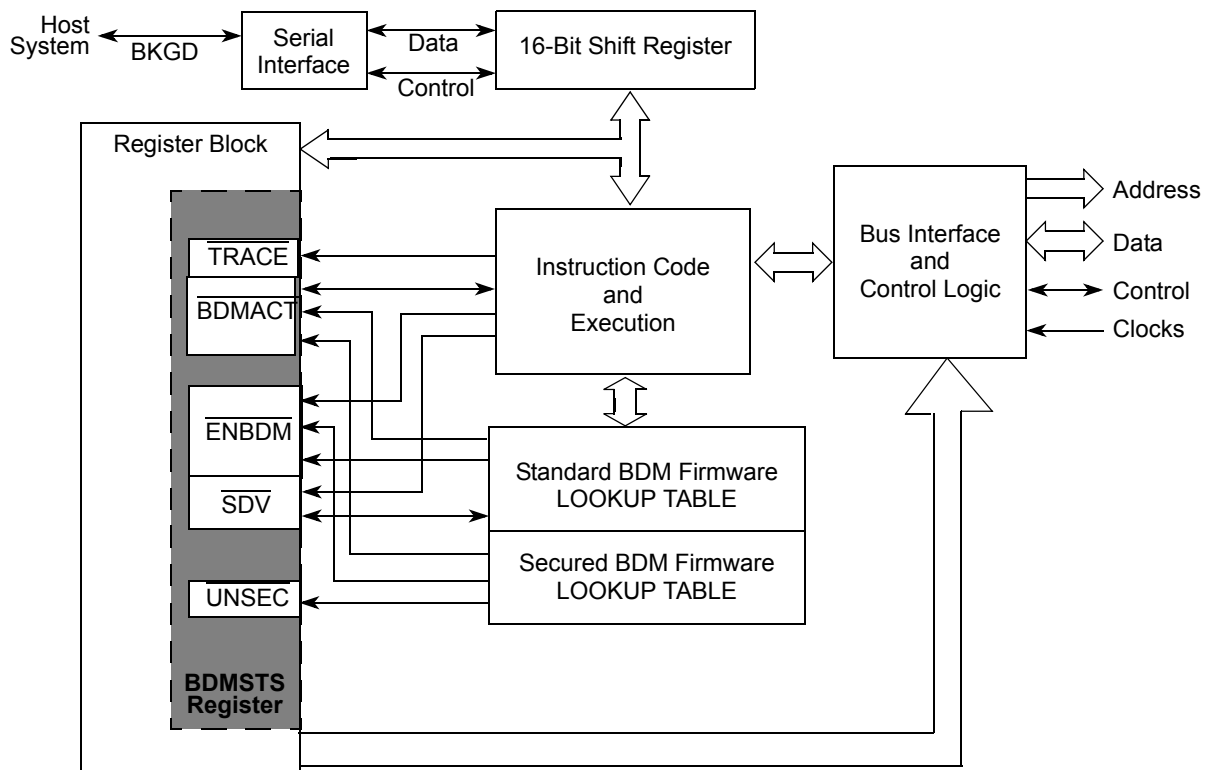 Host
System
BKGD
Serial
Interface
Data
Control
16-Bit Shift Register
Register Block
TRACE
BDMACT
ENBDM
SDV
UNSEC
BDMSTS
Register
Instruction Code
and
Execution
Standard BDM Firmware
LOOKUP TABLE
Secured BDM Firmware
LOOKUP TABLE
Bus Interface
and
Control Logic
Address
Data
Control
Clocks